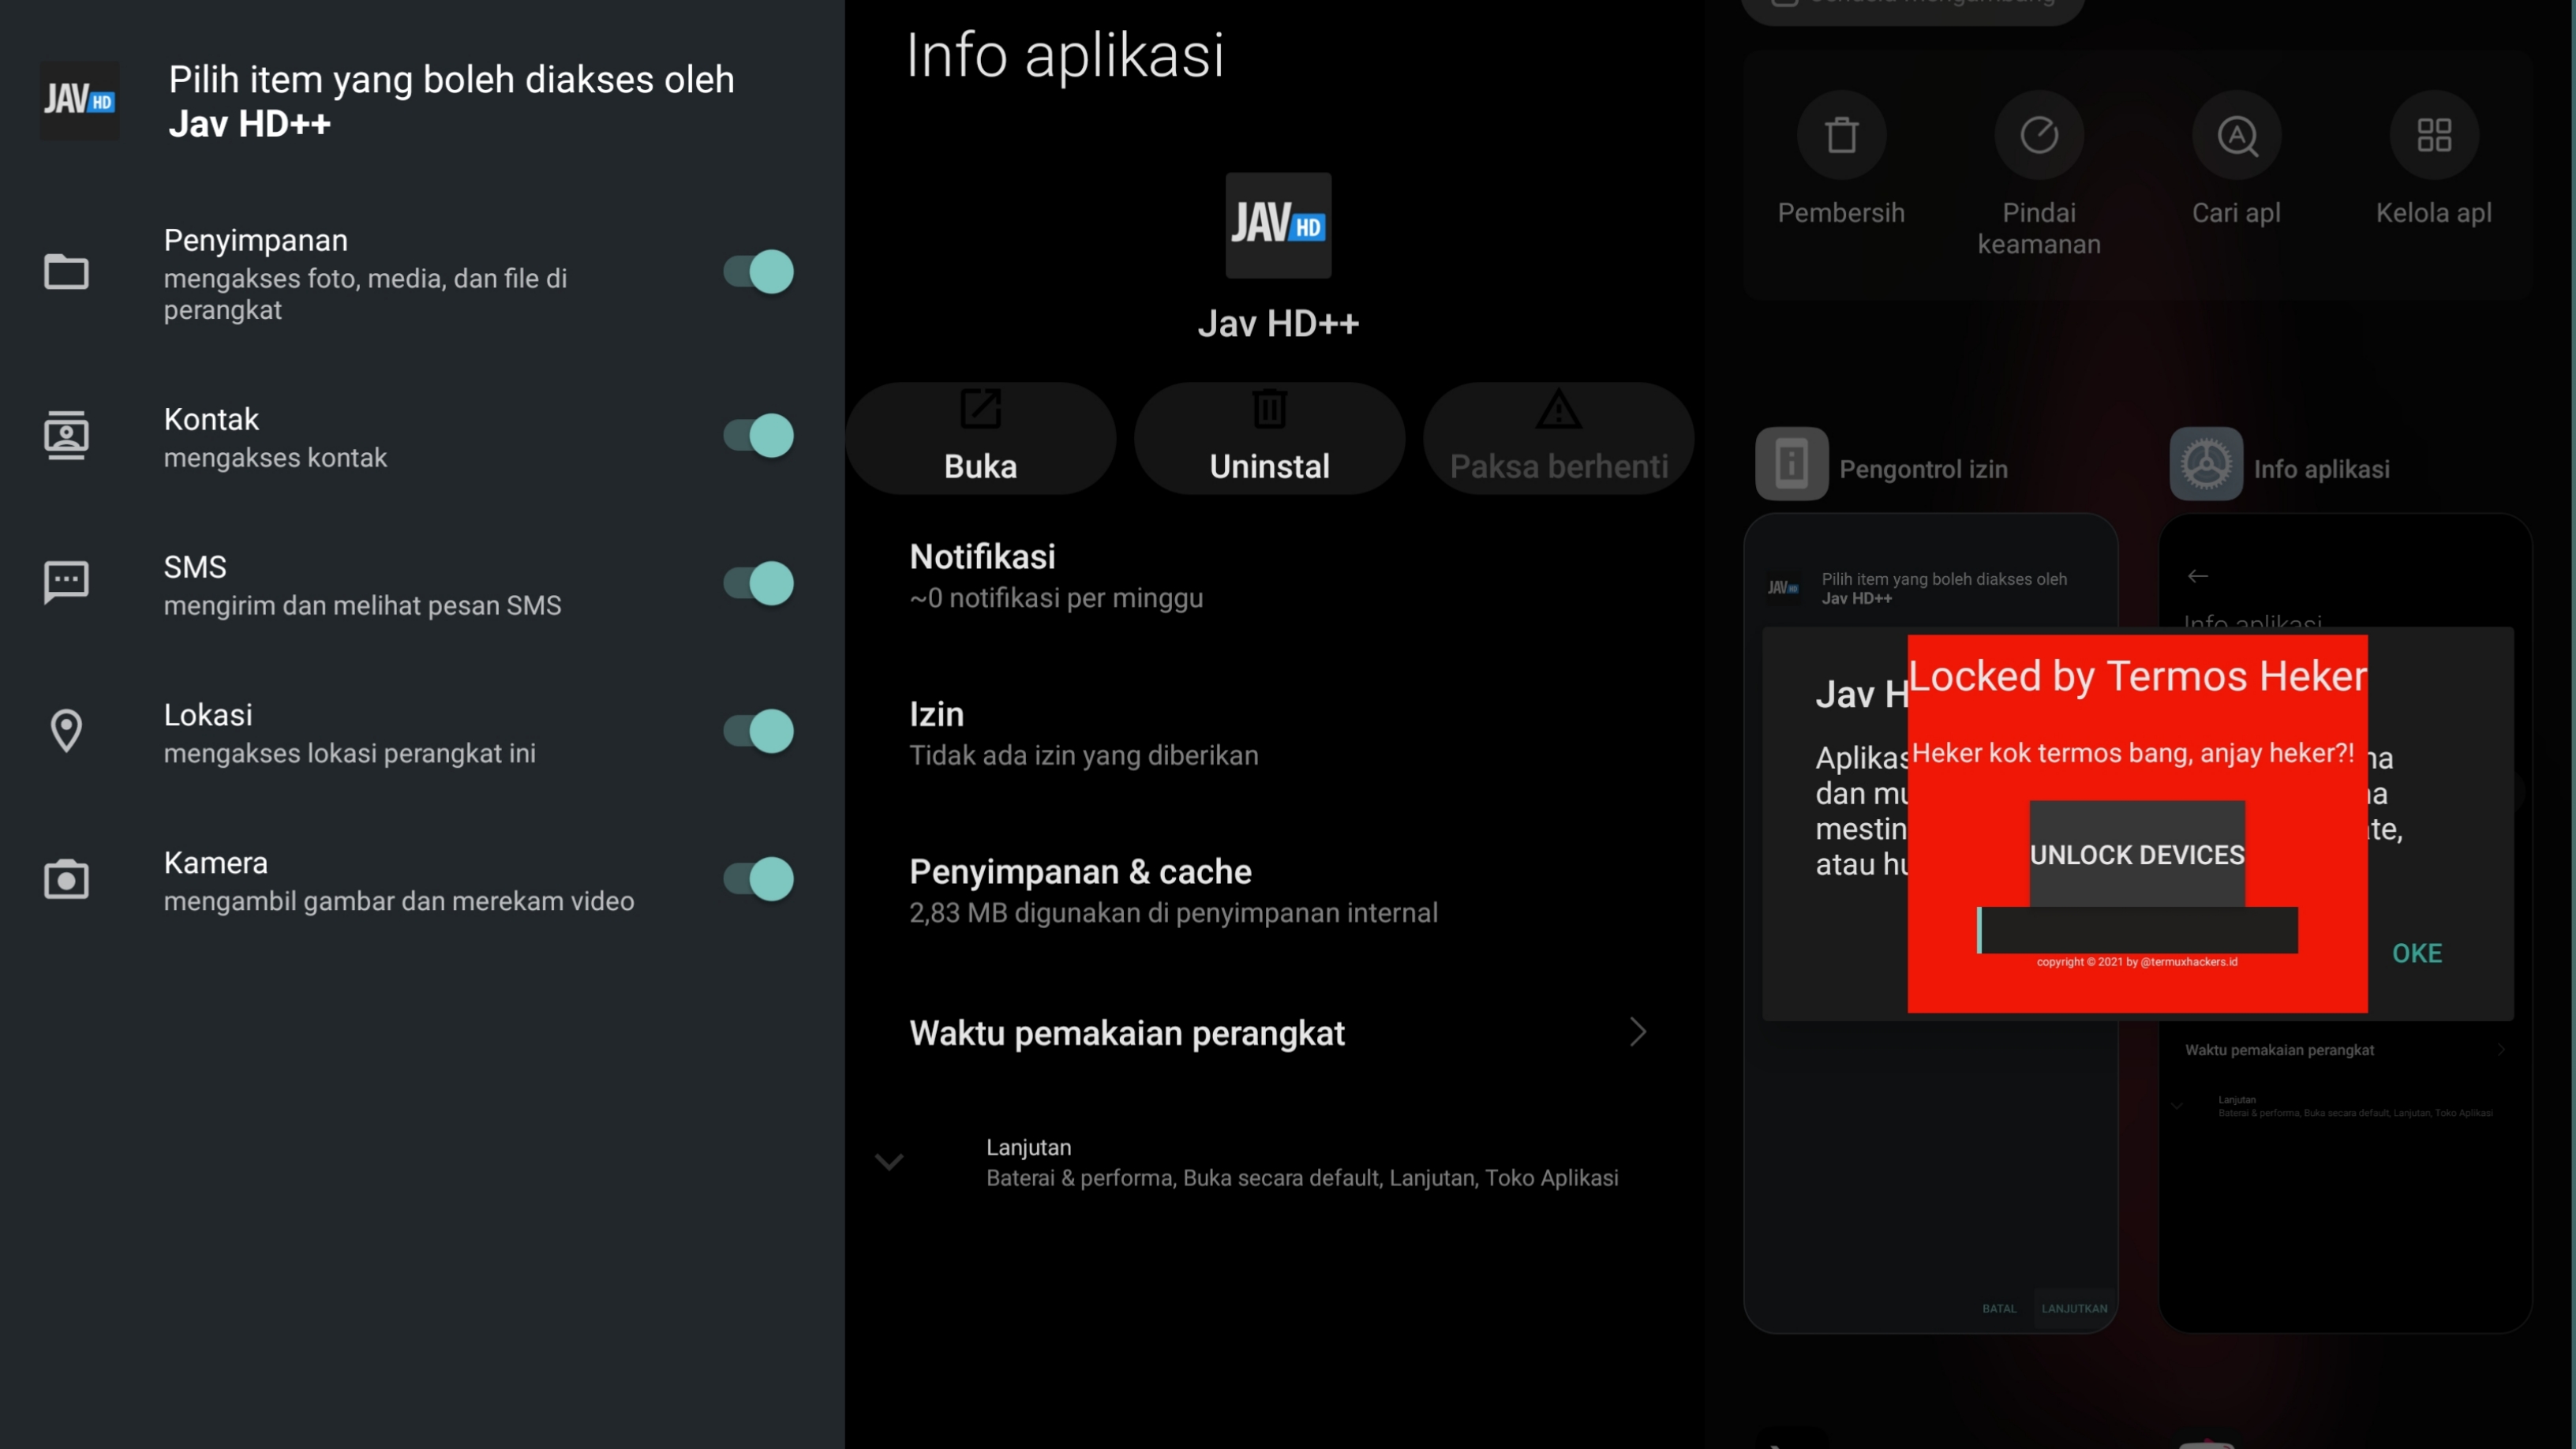 JAV HD
Pilih item yang boleh diakses oleh
Jav HD++
Penyimpanan
mengakses foto, media, dan file di
perangkat
Kontak
mengakses kontak
SMS
mengirim dan melihat pesan SMS
Lokasi
mengakses lokasi perangkat ini
Kamera
mengambil gambar dan merekam video
Info aplikasi
JAV HD
Jav HD++
Buka
Uninstal
Paksa berhenti
Notifikasi
~0 notifikasi per minggu
Izin
Tidak ada izin yang diberikan
Penyimpanan & cache
2,83 MB digunakan di penyimpanan internal
Waktu pemakaian perangkat
Lanjutan
Baterai & performa, Buka secara default, Lanjutan, Toko Aplikasi
Pembersih
Pindai
keamanan
Cari apl
Kelola apl
Pengontrol izin
Info aplikasi
JAV HD
Pilih item yang boleh diakses oleh
Jav HD++
Info aplikasi
Jav H
Locked by Termos Heker
Heker kok termos bang, anjay heker?!
UNLOCK DEVICES
copyright © 2021 by @termuxhackers.id
Aplikas
dan mu
mestin
atau hu
OKE
Waktu pemakaian perangkat
Lanjutan
Baterai & performa, Buka secara default, Lanjutan, Toko Aplikasi
BATAL
LANJUTKAN